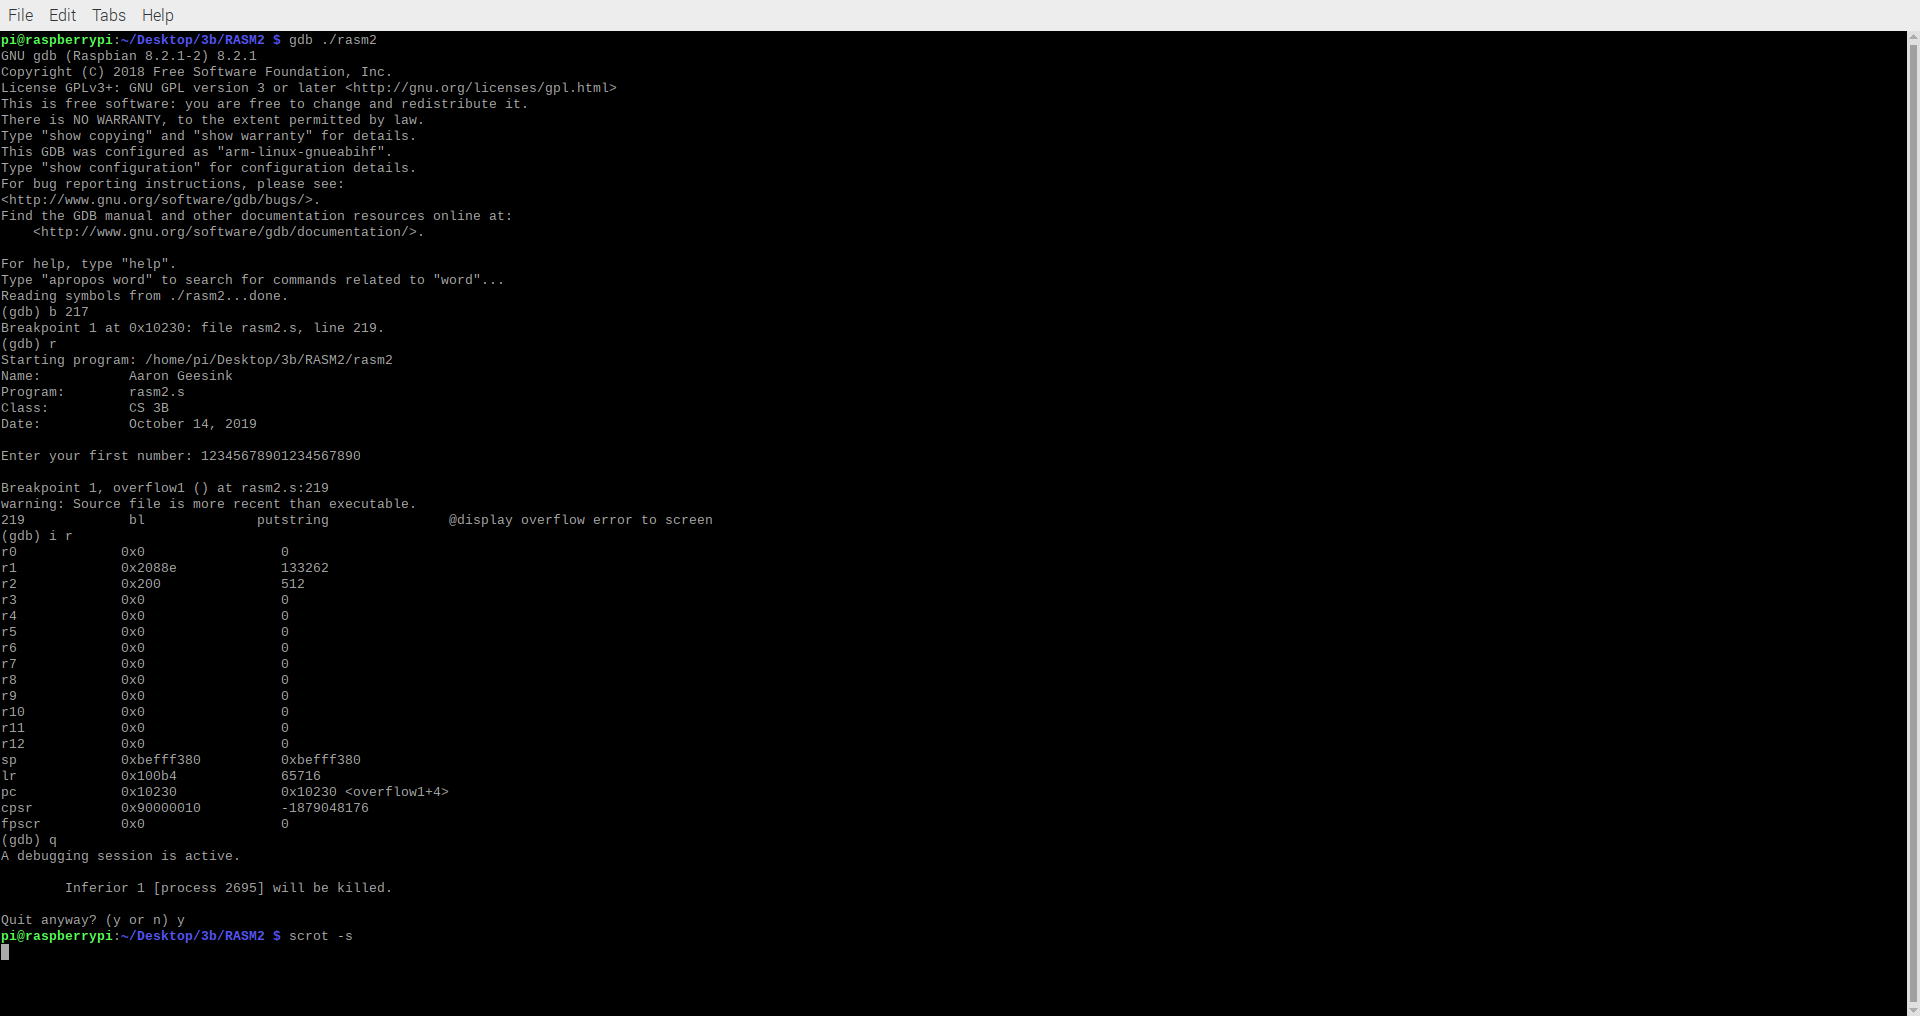 File Edit Tabs Help
pi@raspberrypi:~/Desktop/3b/RASM2 $ gdb ./rasm2
GNU gdb (Raspbian 8.2.1-2) 8.2.1
Copyright (C) 2018 Free Software Foundation, Inc.
License GPLv3+: GNU GPL version 3 or later <http://gnu.org/licenses/gpl.html>
This is free software: you are free to change and redistribute it.
There is NO WARRANTY, to the extent permitted by law.
Type "show copying" and "show warranty" for details.
This GDB was configured as "arm-linux-gnueabihf".
Type "show configuration" for configuration details.
For bug reporting instructions, please see:
<http://www.gnu.org/software/gdb/bugs/>.
Find the GDB manual and other documentation resources online at:
    <http://www.gnu.org/software/gdb/documentation/>.

For help, type "help".
Type "apropos word" to search for commands related to "word"...
Reading symbols from ./rasm2...done.
(gdb) b 217
Breakpoint 1 at 0x10230: file rasm2.s, line 219.
(gdb) r
Starting program: /home/pi/Desktop/3b/RASM2/rasm2
Name:           Aaron Geesink
Program:        rasm2.s
Class:          CS 3B
Date:           October 14, 2019

Enter your first number: 12345678901234567890

Breakpoint 1, overflow1 () at rasm2.s:219
warning: Source file is more recent than executable.
219             bl              putstring               @display overflow error to screen
(gdb) i r
r0             0x0                 0
r1             0x2088e             133262
r2             0x200               512
r3             0x0                 0
r4             0x0                 0
r5             0x0                 0
r6             0x0                 0
r7             0x0                 0
r8             0x0                 0
r9             0x0                 0
r10            0x0                 0
r11            0x0                 0
r12            0x0                 0
sp             0xbefff380          0xbefff380
lr             0x100b4             65716
pc             0x10230             0x10230 <overflow1+4>
cpsr           0x90000010          -1879048176
fpscr          0x0                 0
(gdb) q
A debugging session is active.

        Inferior 1 [process 2695] will be killed.

Quit anyway? (y or n) y
pi@raspberrypi:~/Desktop/3b/RASM2 $ scrot -s